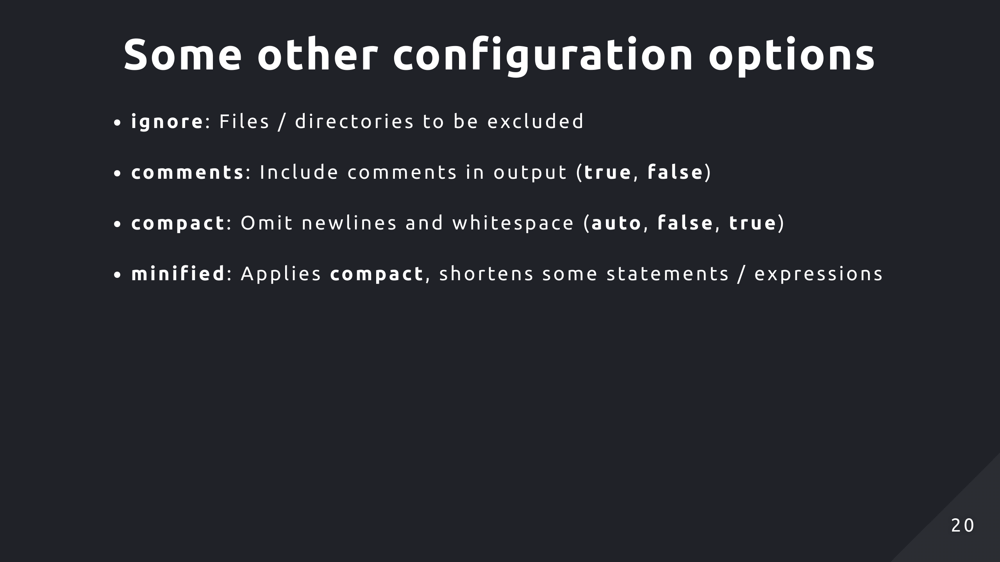 Some other configuration options
• ignore: Files / directories to be excluded
• comments: Include comments in output (true, false)
• compact: Omit newlines and whitespace (auto, false, true)
• minified: Applies compact, shortens some statements / expressions
20